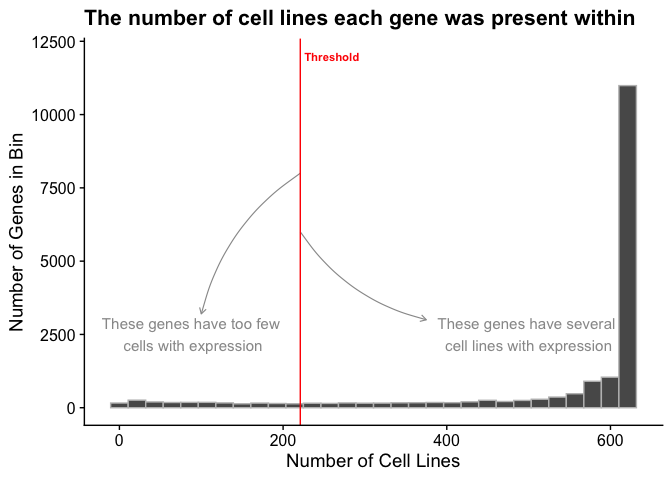 The number of cell lines each gene was present within
12500
Threshold
10000
7500
5000
2500
0
Number of Genes in Bin
These genes have too few
cells with expression
These genes have several
cell lines with expression
0 200 400 600
Number of Cell Lines